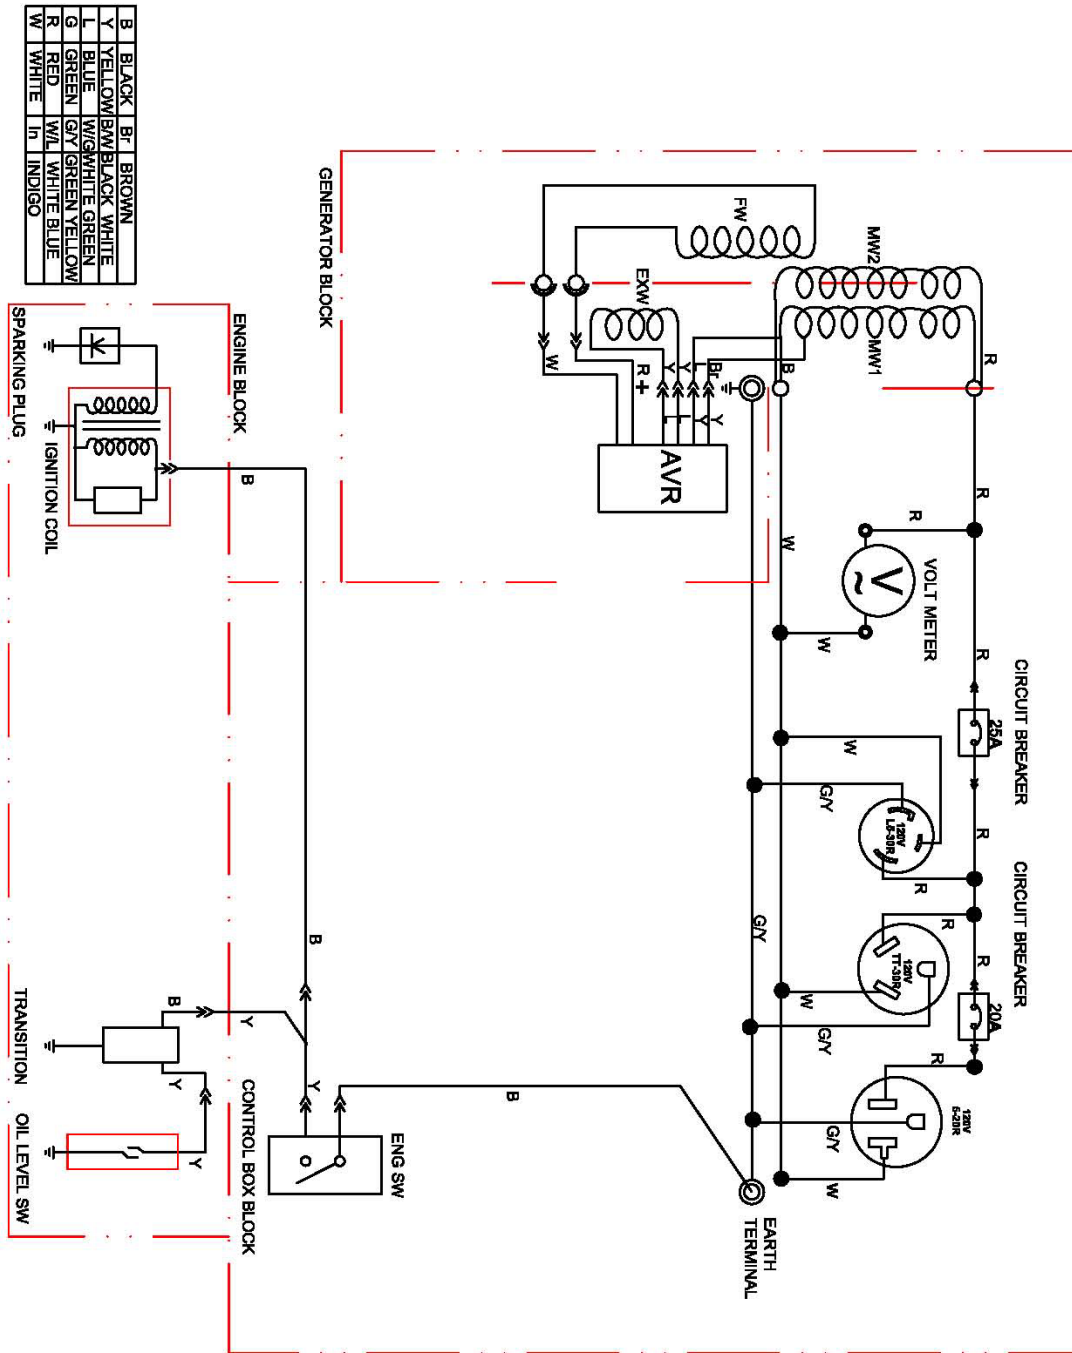 B BLACK Br BROWN
Y YELLOW B/W BLACK WHITE
L BLUE W/G WHITE GREEN
G GREEN G/Y GREEN YELLOW
R RED W/L WHITE BLUE
W WHITE In INDIGO
GENERATOR BLOCK
FW
MW2
EXW
MW1
R
W
R
+
Y
Y
L
Br
B
L
L
Y
Y
AVR
R
R
VOLT METER
V
~
W
W
R
CIRCUIT BREAKER
25A
W
G/Y
120V
L5-30R
R
R
CIRCUIT BREAKER
20A
R
R
120V
TT-30R
W
G/Y
G/Y
R
120V
5-20R
G/Y
W
EARTH
TERMINAL
ENGINE BLOCK
SPARKING PLUG
IGNITION COIL
B
B
B
Y
Y
B
ENG SW
CONTROL BOX BLOCK
TRANSITION
Y
Y
OIL LEVEL SW